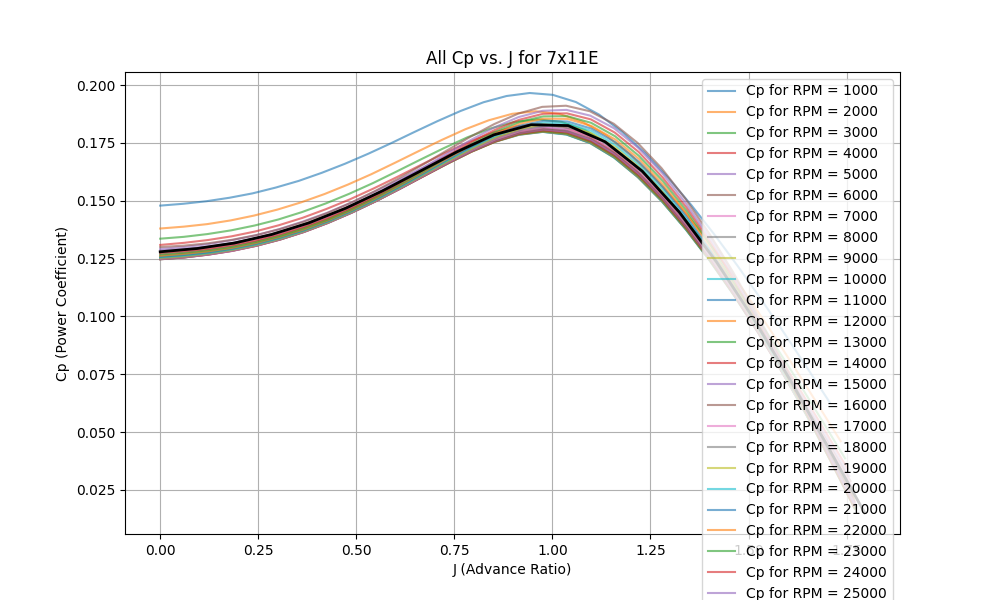 All Cp vs. J for 7x11E
Cp (Power Coefficient)
0.200
0.175
0.150
0.125
0.100
0.075
0.050
0.025
0.00
0.25
0.50
0.75
1.00
1.25
J (Advance Ratio)
Cp for RPM = 1000
Cp for RPM = 2000
Cp for RPM = 3000
Cp for RPM = 4000
Cp for RPM = 5000
Cp for RPM = 6000
Cp for RPM = 7000
Cp for RPM = 8000
Cp for RPM = 9000
Cp for RPM = 10000
Cp for RPM = 11000
Cp for RPM = 12000
Cp for RPM = 13000
Cp for RPM = 14000
Cp for RPM = 15000
Cp for RPM = 16000
Cp for RPM = 17000
Cp for RPM = 18000
Cp for RPM = 19000
Cp for RPM = 20000
Cp for RPM = 21000
Cp for RPM = 22000
Cp for RPM = 23000
Cp for RPM = 24000
Cp for RPM = 25000